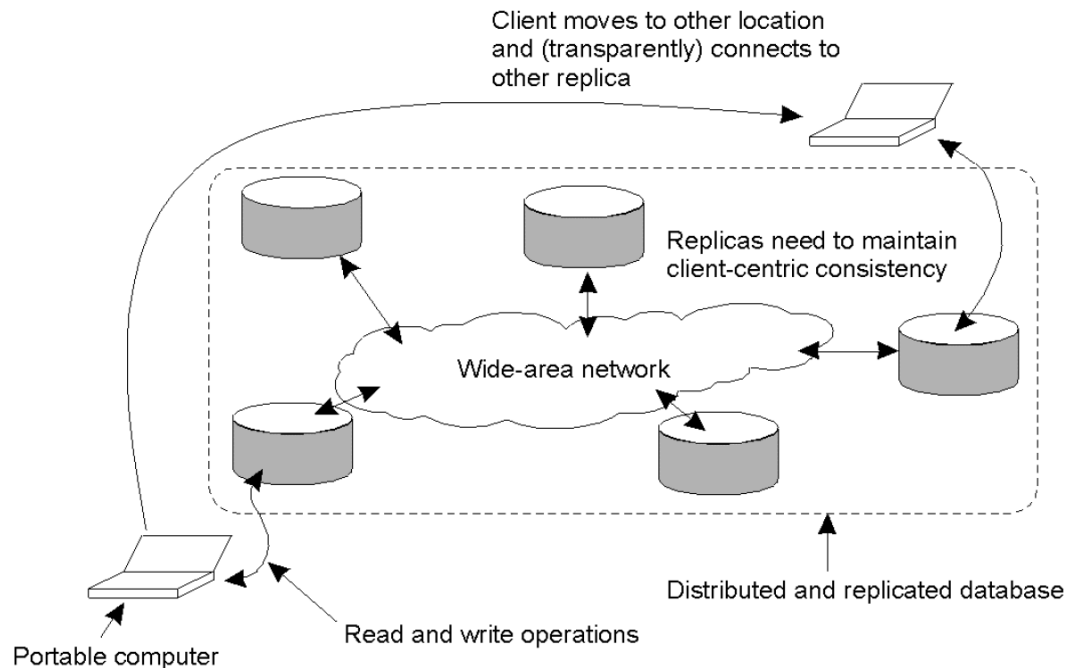 Client moves to other location
and (transparently) connects to
other replica
Replicas need to maintain
client-centric consistency
Wide-area network
Distributed and replicated database
Read and write operations
Portable computer